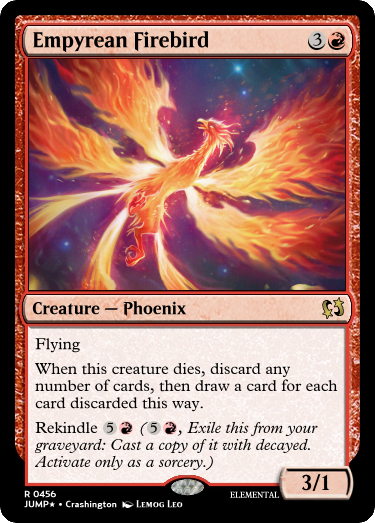 Empyrean Firebird 3
Creature — Phoenix
Flying
When this creature dies, discard any
number of cards, then draw a card for each
card discarded this way.
Rekindle 5 (5, Exile this from your
graveyard: Cast a copy of it with decayed.
Activate only as a sorcery.)
3/1
R 0456
ELEMENTAL
JUMP★ • Crashington Lemog Leo